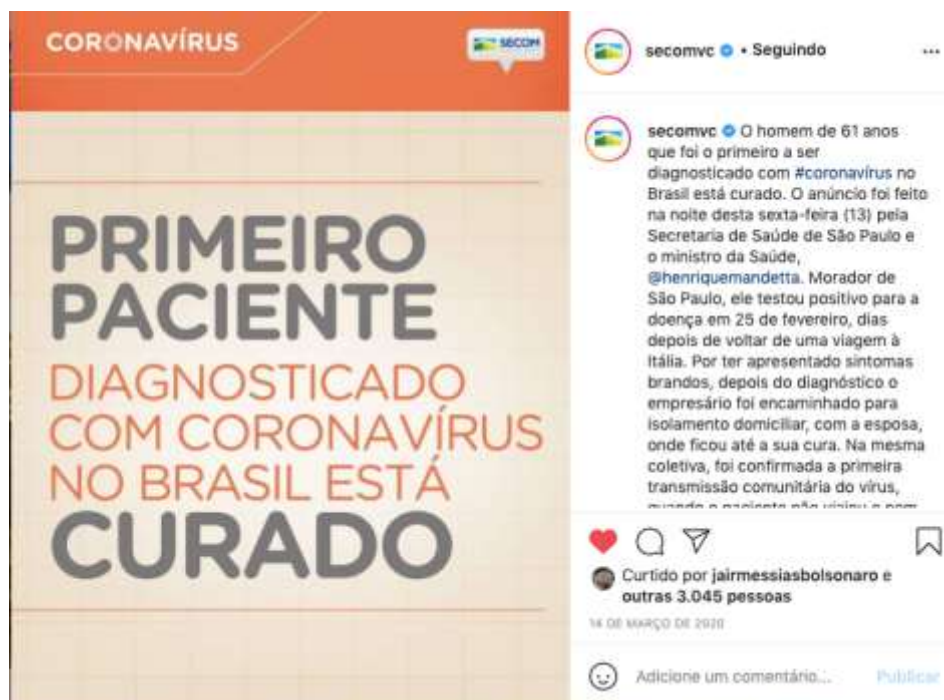 CORONAVÍRUS
SECOM
PRIMEIRO
PACIENTE
DIAGNOSTICADO
COM CORONAVÍRUS
NO BRASIL ESTÁ
CURADO
secomvc • Seguindo
secomvc O homem de 61 anos
que foi o primeiro a ser
diagnosticado com #coronavírus no
Brasil está curado. O anúncio foi feito
na noite desta sexta-feira (13) pela
Secretaria de Saúde de São Paulo e
o ministro da Saúde,
@henriquemandetta. Morador de
São Paulo, ele testou positivo para a
doença em 25 de fevereiro, dias
depois de voltar de uma viagem à
Itália. Por ter apresentado sintomas
brandos, depois do diagnóstico o
empresário foi encaminhado para
isolamento domiciliar, com a esposa,
onde ficou até a sua cura. Na mesma
coletiva, foi confirmada a primeira
transmissão comunitária do vírus,
quando o paciente não viajou e nem
Curtido por jairmessiasbolsonaro e
outras 3.045 pessoas
14 DE MARÇO DE 2020
Adicione um comentário... Publicar